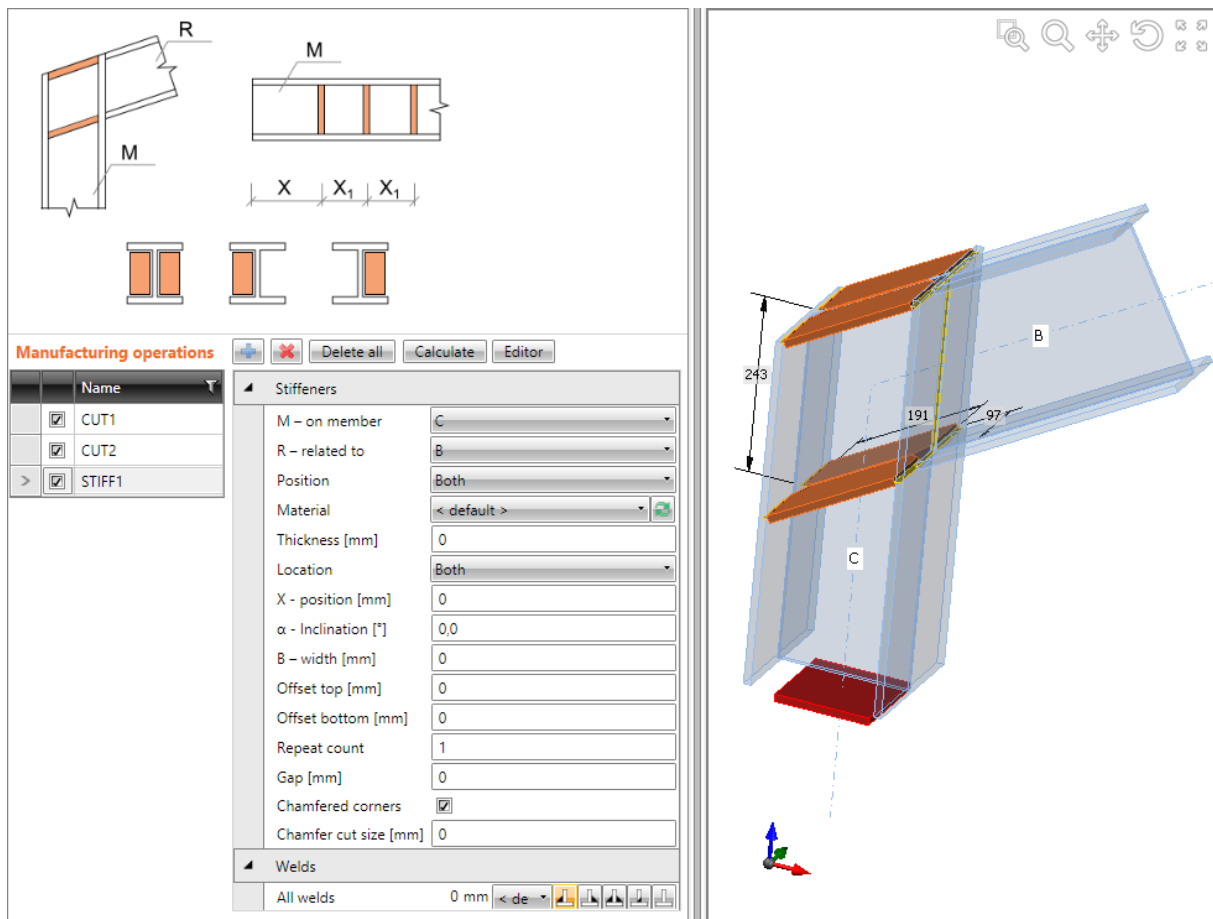 R
M
M
X X₁ X₁
Manufacturing operations
Delete all Calculate Editor
Name
CUT1
CUT2
> STIFF1
Stiffeners
M – on member C
R – related to B
Position Both
Material < default >
Thickness [mm] 0
Location Both
X - position [mm] 0
α - Inclination [°] 0,0
B – width [mm] 0
Offset top [mm] 0
Offset bottom [mm] 0
Repeat count 1
Gap [mm] 0
Chamfered corners
Chamfer cut size [mm] 0
Welds
All welds 0 mm < de
B
243
191 97
C